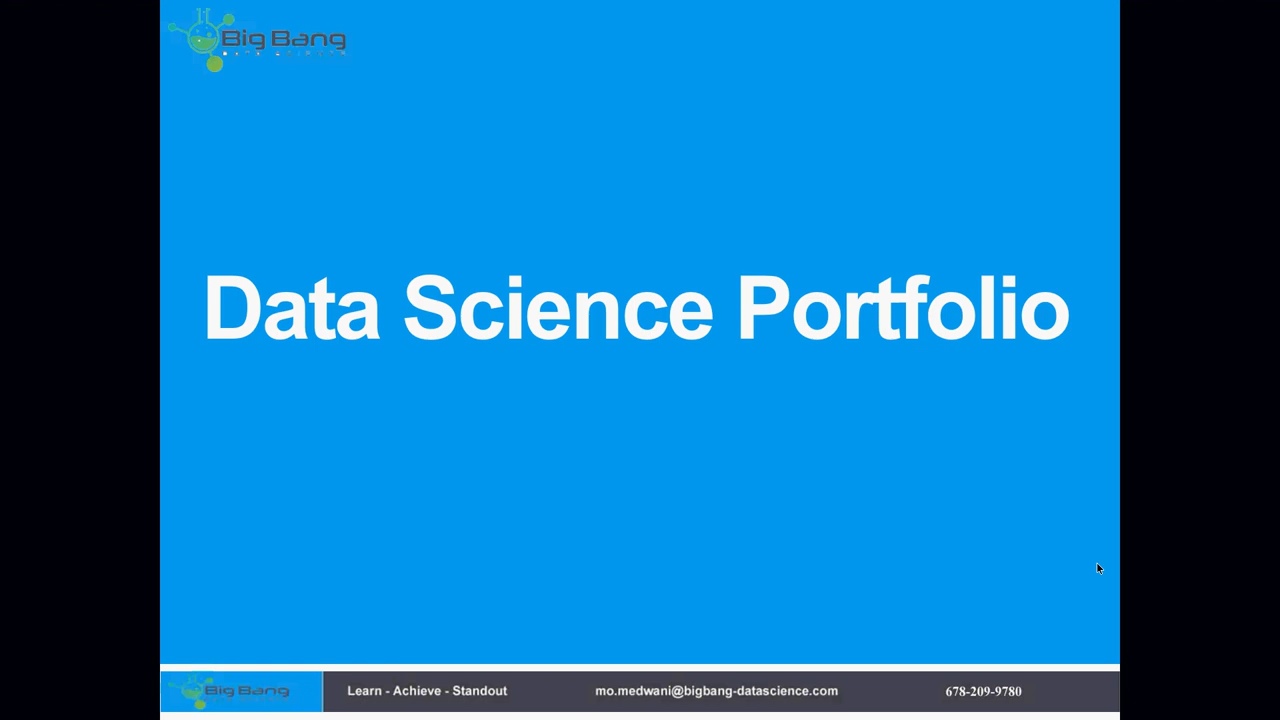 Big Bang
Data Science Portfolio
Big Bang
Learn - Achieve - Standout
mo.medwani@bigbang-datascience.com
678-209-9780